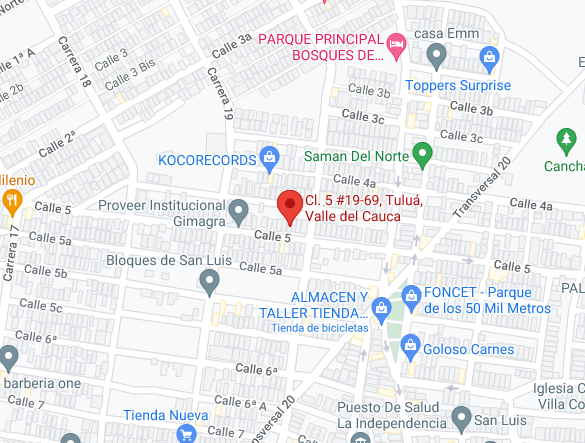 PARQUE PRINCIPAL
BOSQUES DE...
casa Emm
Calle 3a
Carrera 18
Calle 3
Calle 1ª A
Calle 3 Bis
Toppers Surprise
Calle 2b
Calle 3b
Calle 3b
Carrera 19
Calle 3c
Calle 3c
Calle 2ª
KOCORECORDS
Saman Del Norte
Transversal 20
Cancha
Calle 4a
Calle 4a
ilenio
Calle 5
Proveer Institucional
Gimagra
Cl. 5 #19-69, Tuluá,
Valle del Cauca
Calle 5
Carrera 17
Bloques de San Luis
Calle 5a
Calle 5a
Calle 5
PAL
Calle 5c
ALMACEN Y
TALLER TIENDA...
Tienda de bicicletas
FONCET - Parque
de los 50 Mil Metros
Calle 6
Calle 6ª
Goloso Carnes
barberia one
Calle 6ª A
Calle 6ª
Iglesia C
Villa Co
Calle 7
Calle 7
Tienda Nueva
ansversal 20
Puesto De Salud
La Independencia
San Luis